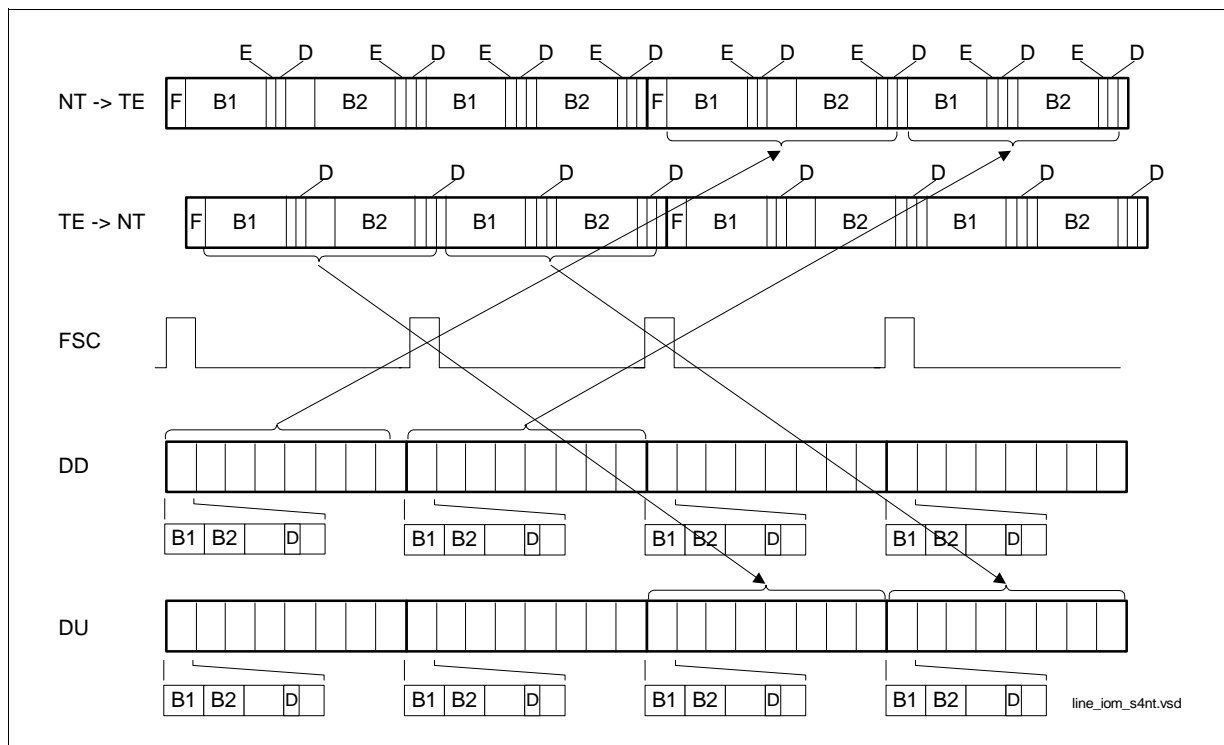 E D E D E D E D E D E D E D E D
NT -> TE F B1 B2 B1 B2 F B1 B2 B1 B2
D D D D D D D D
TE -> NT F B1 B2 B1 B2 F B1 B2 B1 B2
FSC
DD
B1 B2 D B1 B2 D B1 B2 D B1 B2 D
DU
B1 B2 D B1 B2 D B1 B2 D B1 B2 D
line_iom_s4nt.vsd